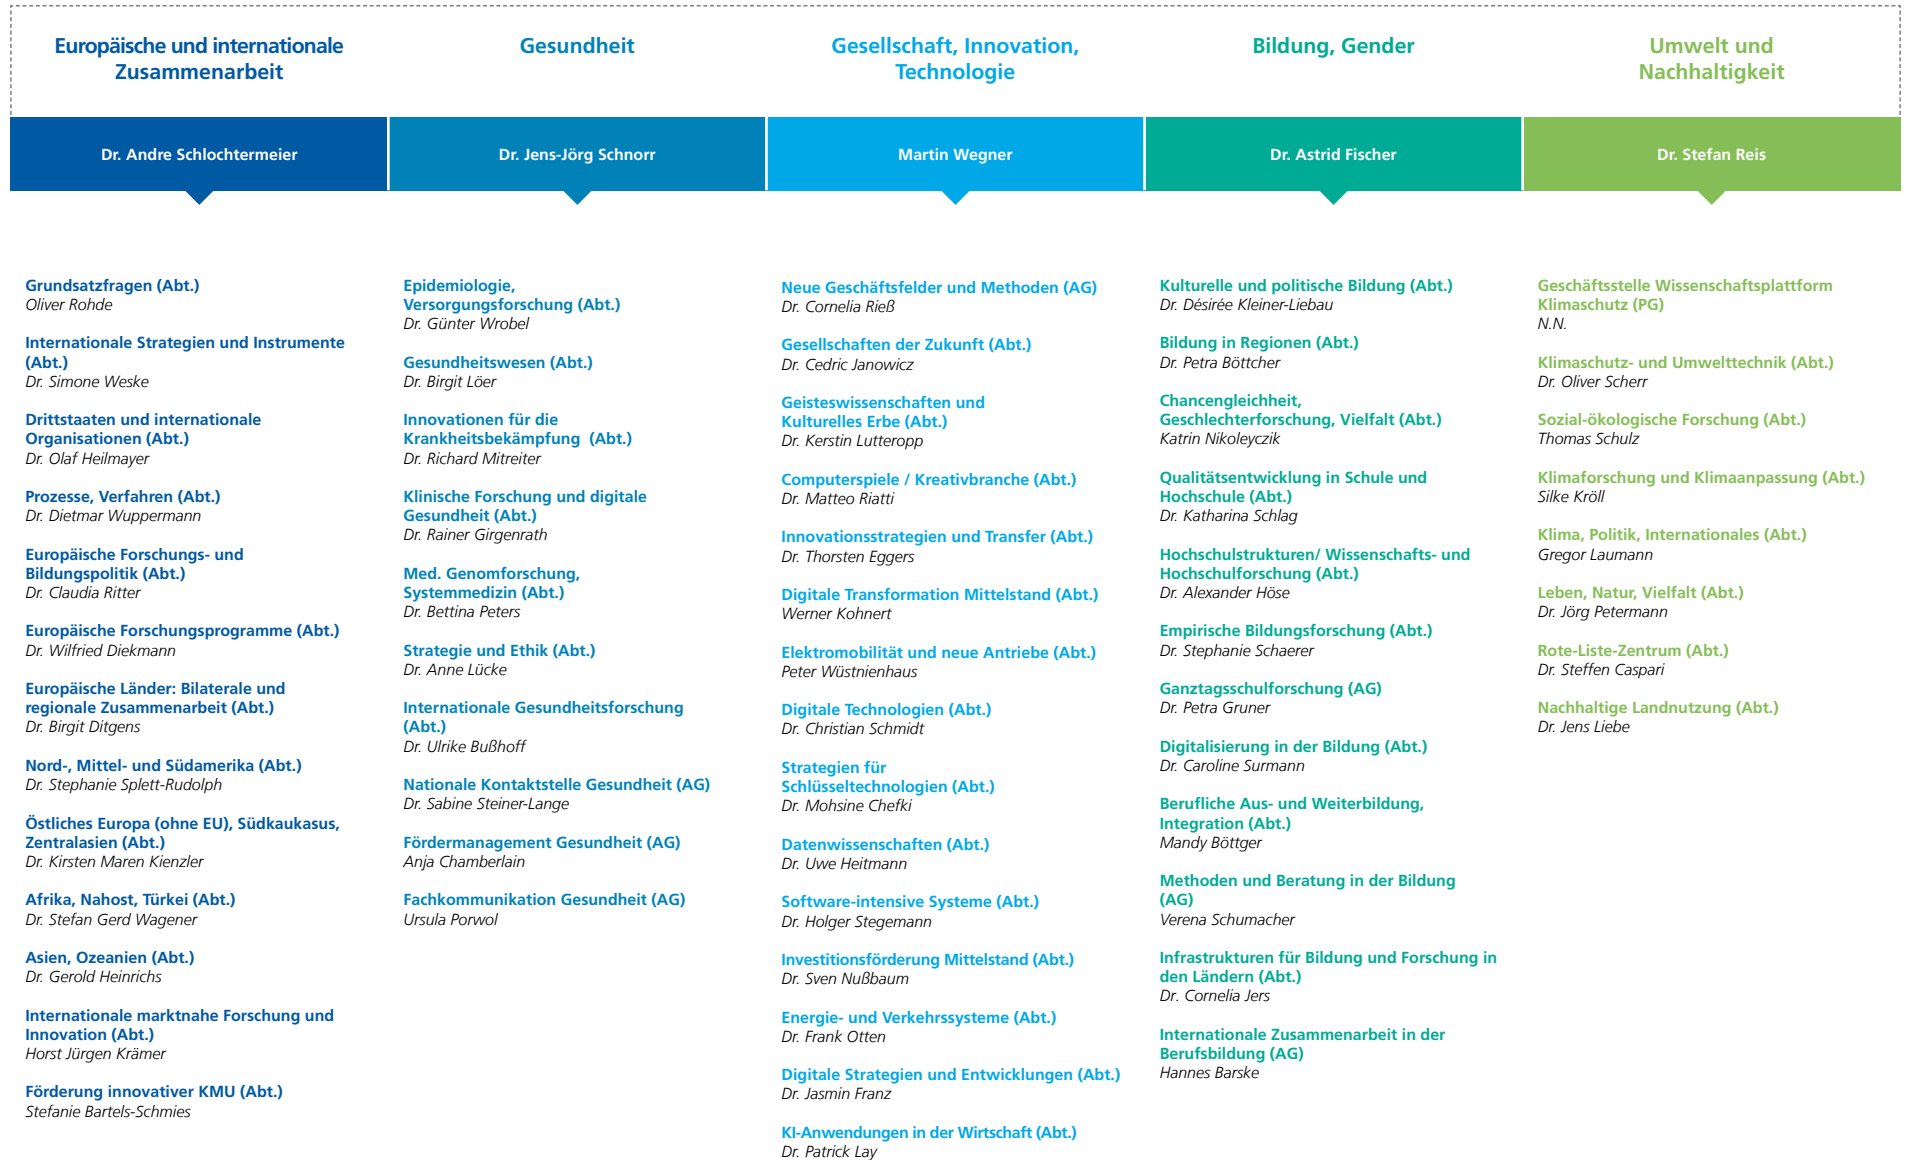 Europäische und internationale
Zusammenarbeit
Dr. Andre Schlochtermeier
Grundsatzfragen (Abt.)
Oliver Rohde
Internationale Strategien und Instrumente
(Abt.)
Dr. Simone Weske
Drittstaaten und internationale
Organisationen (Abt.)
Dr. Olaf Heilmayer
Prozesse, Verfahren (Abt.)
Dr. Dietmar Wuppermann
Europäische Forschungs- und
Bildungspolitik (Abt.)
Dr. Claudia Ritter
Europäische Forschungsprogramme (Abt.)
Dr. Wilfried Diekmann
Europäische Länder: Bilaterale und
regionale Zusammenarbeit (Abt.)
Dr. Birgit Ditgens
Nord-, Mittel- und Südamerika (Abt.)
Dr. Stephanie Splett-Rudolph
Östliches Europa (ohne EU), Südkaukasus,
Zentralasien (Abt.)
Dr. Kirsten Maren Kienzler
Afrika, Nahost, Türkei (Abt.)
Dr. Stefan Gerd Wagener
Asien, Ozeanien (Abt.)
Dr. Gerold Heinrichs
Internationale marktnahe Forschung und
Innovation (Abt.)
Horst Jürgen Krämer
Förderung innovativer KMU (Abt.)
Stefanie Bartels-Schmies
Gesundheit
Dr. Jens-Jörg Schnorr
Epidemiologie,
Versorgungsforschung (Abt.)
Dr. Günter Wrobel
Gesundheitswesen (Abt.)
Dr. Birgit Löer
Innovationen für die
Krankheitsbekämpfung (Abt.)
Dr. Richard Mitreiter
Klinische Forschung und digitale
Gesundheit (Abt.)
Dr. Rainer Girgenrath
Med. Genomforschung,
Systemmedizin (Abt.)
Dr. Bettina Peters
Strategie und Ethik (Abt.)
Dr. Anne Lücke
Internationale Gesundheitsforschung
(Abt.)
Dr. Ulrike Bußhoff
Nationale Kontaktstelle Gesundheit (AG)
Dr. Sabine Steiner-Lange
Fördermanagement Gesundheit (AG)
Anja Chamberlain
Fachkommunikation Gesundheit (AG)
Ursula Porwol
Gesellschaft, Innovation,
Technologie
Martin Wegner
Neue Geschäftsfelder und Methoden (AG)
Dr. Cornelia Rieß
Gesellschaften der Zukunft (Abt.)
Dr. Cedric Janowicz
Geisteswissenschaften und
Kulturelles Erbe (Abt.)
Dr. Kerstin Lutteropp
Computerspiele / Kreativbranche (Abt.)
Dr. Matteo Riatti
Innovationsstrategien und Transfer (Abt.)
Dr. Thorsten Eggers
Digitale Transformation Mittelstand (Abt.)
Werner Kohnert
Elektromobilität und neue Antriebe (Abt.)
Peter Wüstnienhaus
Digitale Technologien (Abt.)
Dr. Christian Schmidt
Strategien für
Schlüsseltechnologien (Abt.)
Dr. Mohsine Chefki
Datenwissenschaften (Abt.)
Dr. Uwe Heitmann
Software-intensive Systeme (Abt.)
Dr. Holger Stegemann
Investitionsförderung Mittelstand (Abt.)
Dr. Sven Nußbaum
Energie- und Verkehrssysteme (Abt.)
Dr. Frank Otten
Digitale Strategien und Entwicklungen (Abt.)
Dr. Jasmin Franz
KI-Anwendungen in der Wirtschaft (Abt.)
Dr. Patrick Lay
Bildung, Gender
Dr. Astrid Fischer
Kulturelle und politische Bildung (Abt.)
Dr. Désirée Kleiner-Liebau
Bildung in Regionen (Abt.)
Dr. Petra Böttcher
Chancengleichheit,
Geschlechterforschung, Vielfalt (Abt.)
Katrin Nikoleyczik
Qualitätsentwicklung in Schule und
Hochschule (Abt.)
Dr. Katharina Schlag
Hochschulstrukturen/ Wissenschafts- und
Hochschulforschung (Abt.)
Dr. Alexander Höse
Empirische Bildungsforschung (Abt.)
Dr. Stephanie Schaerer
Ganztagsschulforschung (AG)
Dr. Petra Gruner
Digitalisierung in der Bildung (Abt.)
Dr. Caroline Surmann
Berufliche Aus- und Weiterbildung,
Integration (Abt.)
Mandy Böttger
Methoden und Beratung in der Bildung
(AG)
Verena Schumacher
Infrastrukturen für Bildung und Forschung in
den Ländern (Abt.)
Dr. Cornelia Jers
Internationale Zusammenarbeit in der
Berufsbildung (AG)
Hannes Barske
Umwelt und
Nachhaltigkeit
Dr. Stefan Reis
Geschäftsstelle Wissenschaftsplattform
Klimaschutz (PG)
N.N.
Klimaschutz- und Umwelttechnik (Abt.)
Dr. Oliver Scherr
Sozial-ökologische Forschung (Abt.)
Thomas Schulz
Klimaforschung und Klimaanpassung (Abt.)
Silke Kröll
Klima, Politik, Internationales (Abt.)
Gregor Laumann
Leben, Natur, Vielfalt (Abt.)
Dr. Jörg Petermann
Rote-Liste-Zentrum (Abt.)
Dr. Steffen Caspari
Nachhaltige Landnutzung (Abt.)
Dr. Jens Liebe